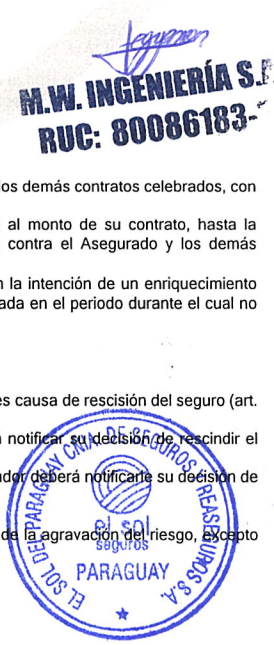 M.W. INGENIERÍA S.
RUC: 80086183-
los demás contratos celebrados, con
al monto de su contrato, hasta la
contra el Asegurado y los demás
la intención de un enriquecimiento
ada en el periodo durante el cual no
es causa de rescisión del seguro (art.
notificar su decisión de rescindir el
ador deberá notificarle su decisión de
de la agravación del riesgo, excepto
EL SOL DEL PARAGUAY CNIA. DE SEGUROS Y REASEGUROS S.A.
el sol
seguros
PARAGUAY